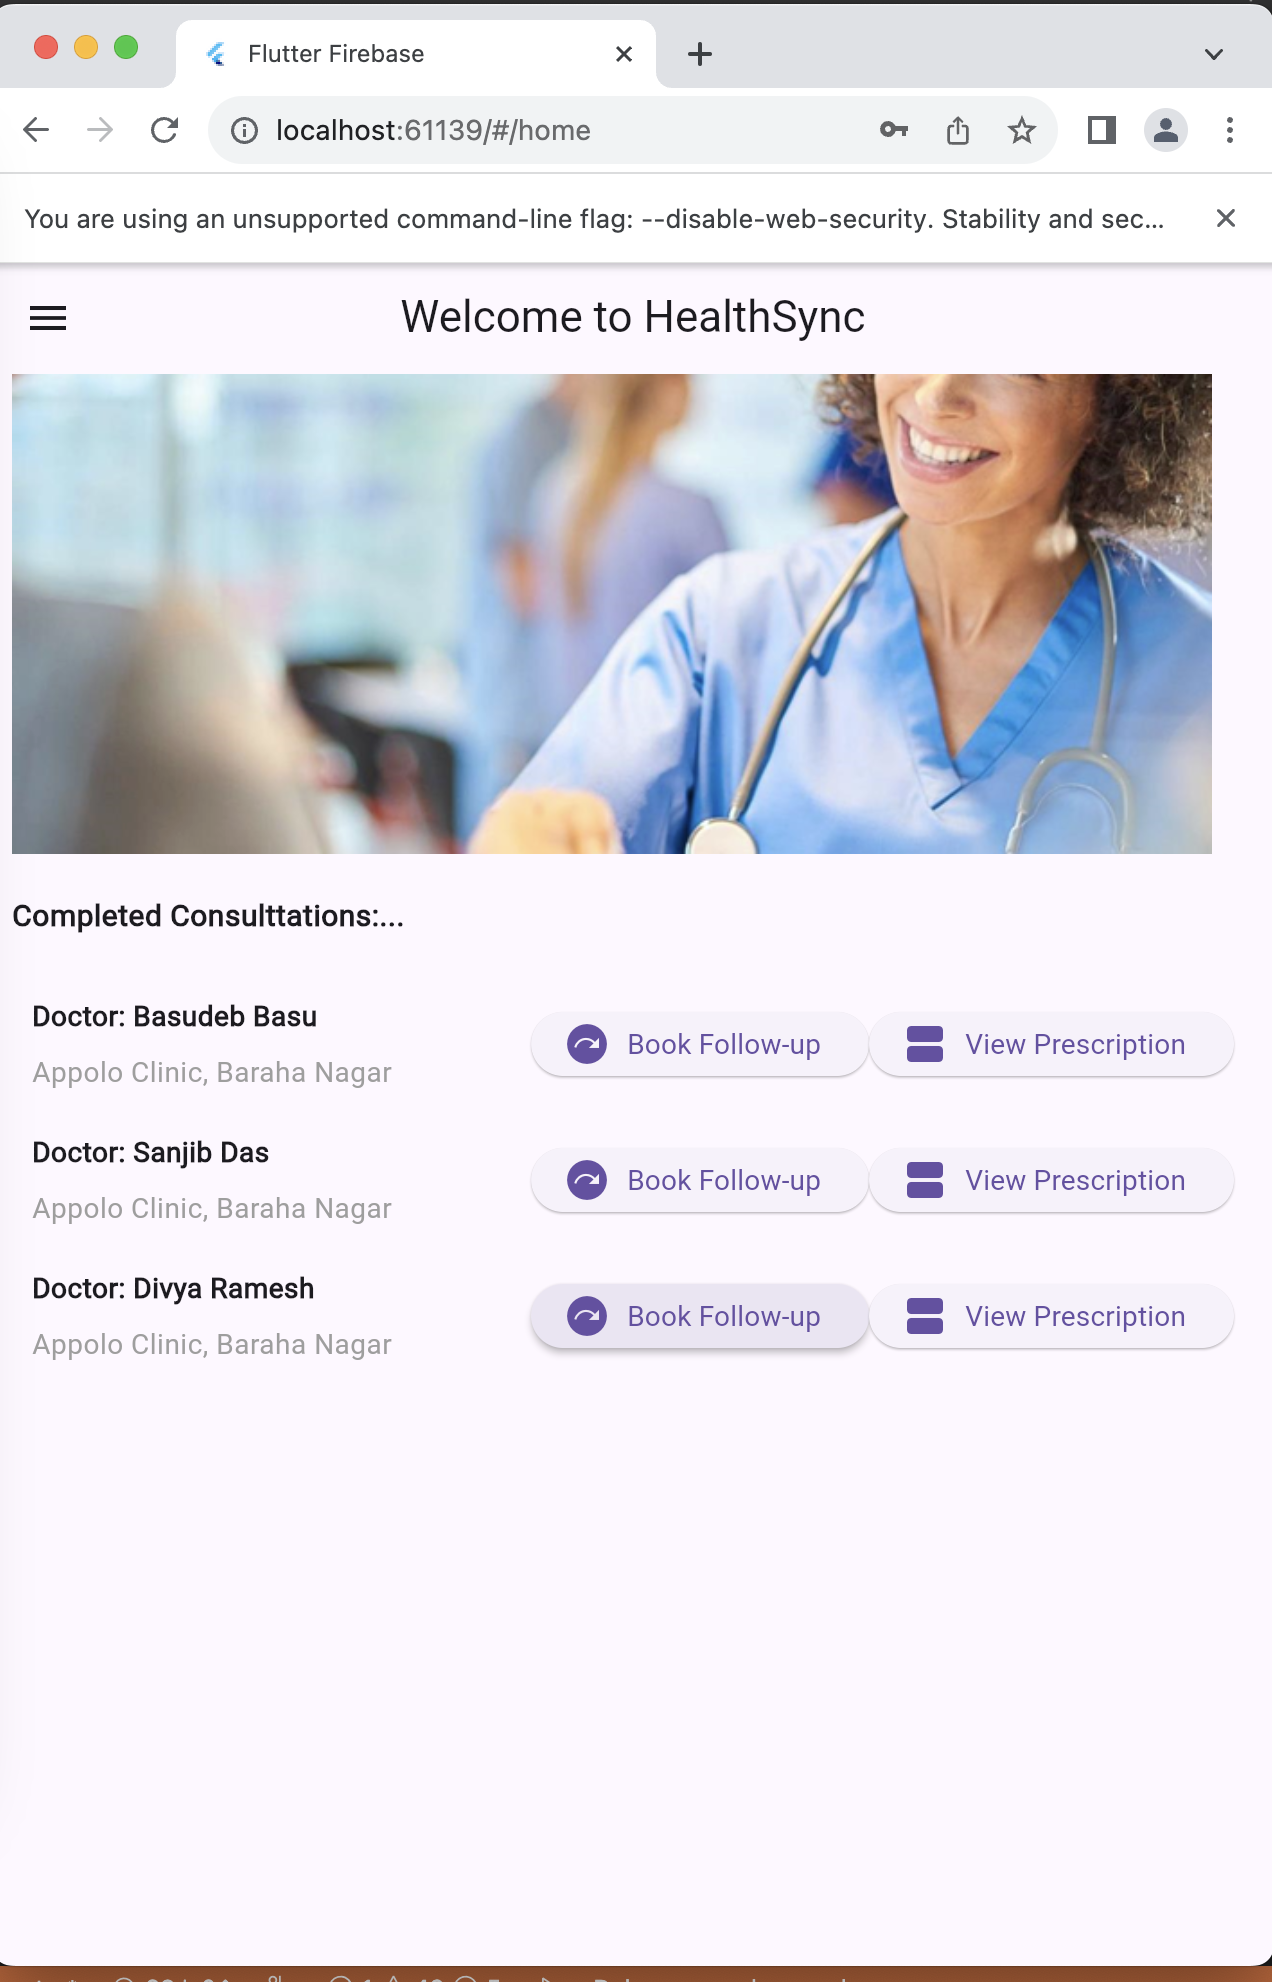 Flutter Firebase
localhost:61139/#/home
You are using an unsupported command-line flag: --disable-web-security. Stability and sec...
Welcome to HealthSync
Completed Consulttations:...
Doctor: Basudeb Basu
Appolo Clinic, Baraha Nagar
Book Follow-up
View Prescription
Doctor: Sanjib Das
Appolo Clinic, Baraha Nagar
Book Follow-up
View Prescription
Doctor: Divya Ramesh
Appolo Clinic, Baraha Nagar
Book Follow-up
View Prescription